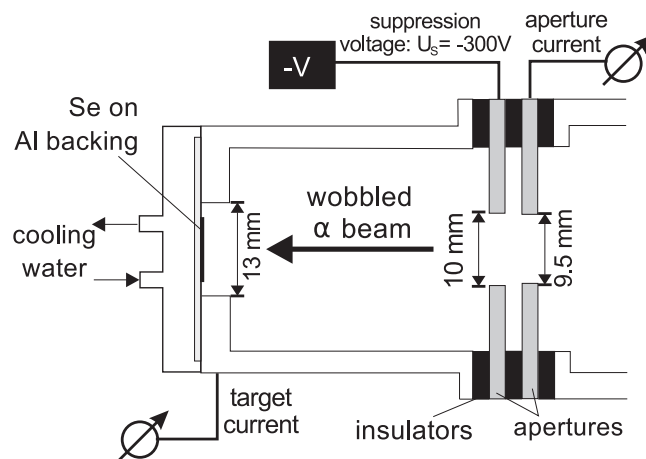 suppression
voltage: Us= -300V
aperture
current
-V
Se on
Al backing
wobbled
α beam
13 mm
10 mm
9.5 mm
cooling
water
target
current
insulators
apertures